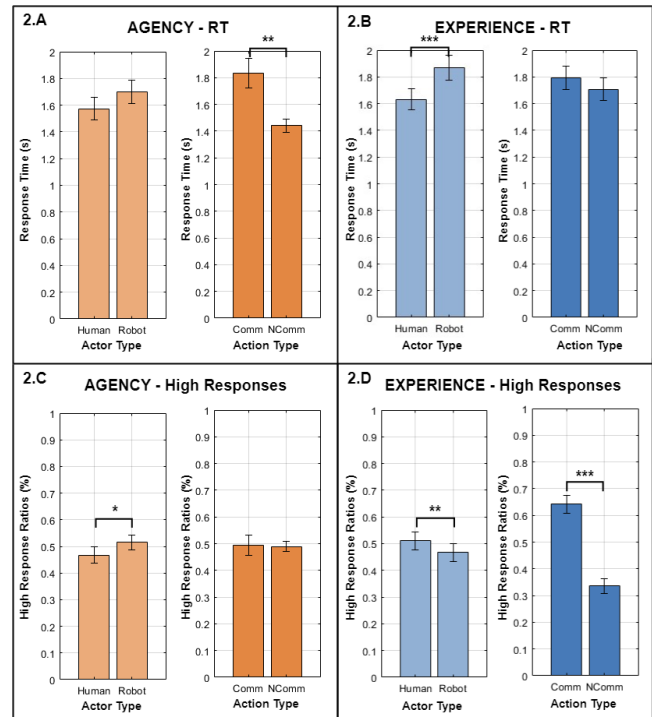 2.A
AGENCY - RT
**
Response Time (s)
2
1.8
1.6
1.4
1.2
1
0.8
0.6
0.4
0.2
0
Human Robot
Actor Type
Response Time (s)
2
1.8
1.6
1.4
1.2
1
0.8
0.6
0.4
0.2
0
Comm NComm
Action Type
2.B
EXPERIENCE - RT
***
Response Time (s)
2
1.8
1.6
1.4
1.2
1
0.8
0.6
0.4
0.2
0
Human Robot
Actor Type
Response Time (s)
2
1.8
1.6
1.4
1.2
1
0.8
0.6
0.4
0.2
0
Comm NComm
Action Type
2.C
AGENCY - High Responses
*
High Response Ratios (%)
1
0.9
0.8
0.7
0.6
0.5
0.4
0.3
0.2
0.1
0
Human Robot
Actor Type
High Response Ratios (%)
1
0.9
0.8
0.7
0.6
0.5
0.4
0.3
0.2
0.1
0
Comm NComm
Action Type
2.D
EXPERIENCE - High Responses
**
High Response Ratios (%)
1
0.9
0.8
0.7
0.6
0.5
0.4
0.3
0.2
0.1
0
Human Robot
Actor Type
***
High Response Ratios (%)
1
0.9
0.8
0.7
0.6
0.5
0.4
0.3
0.2
0.1
0
Comm NComm
Action Type